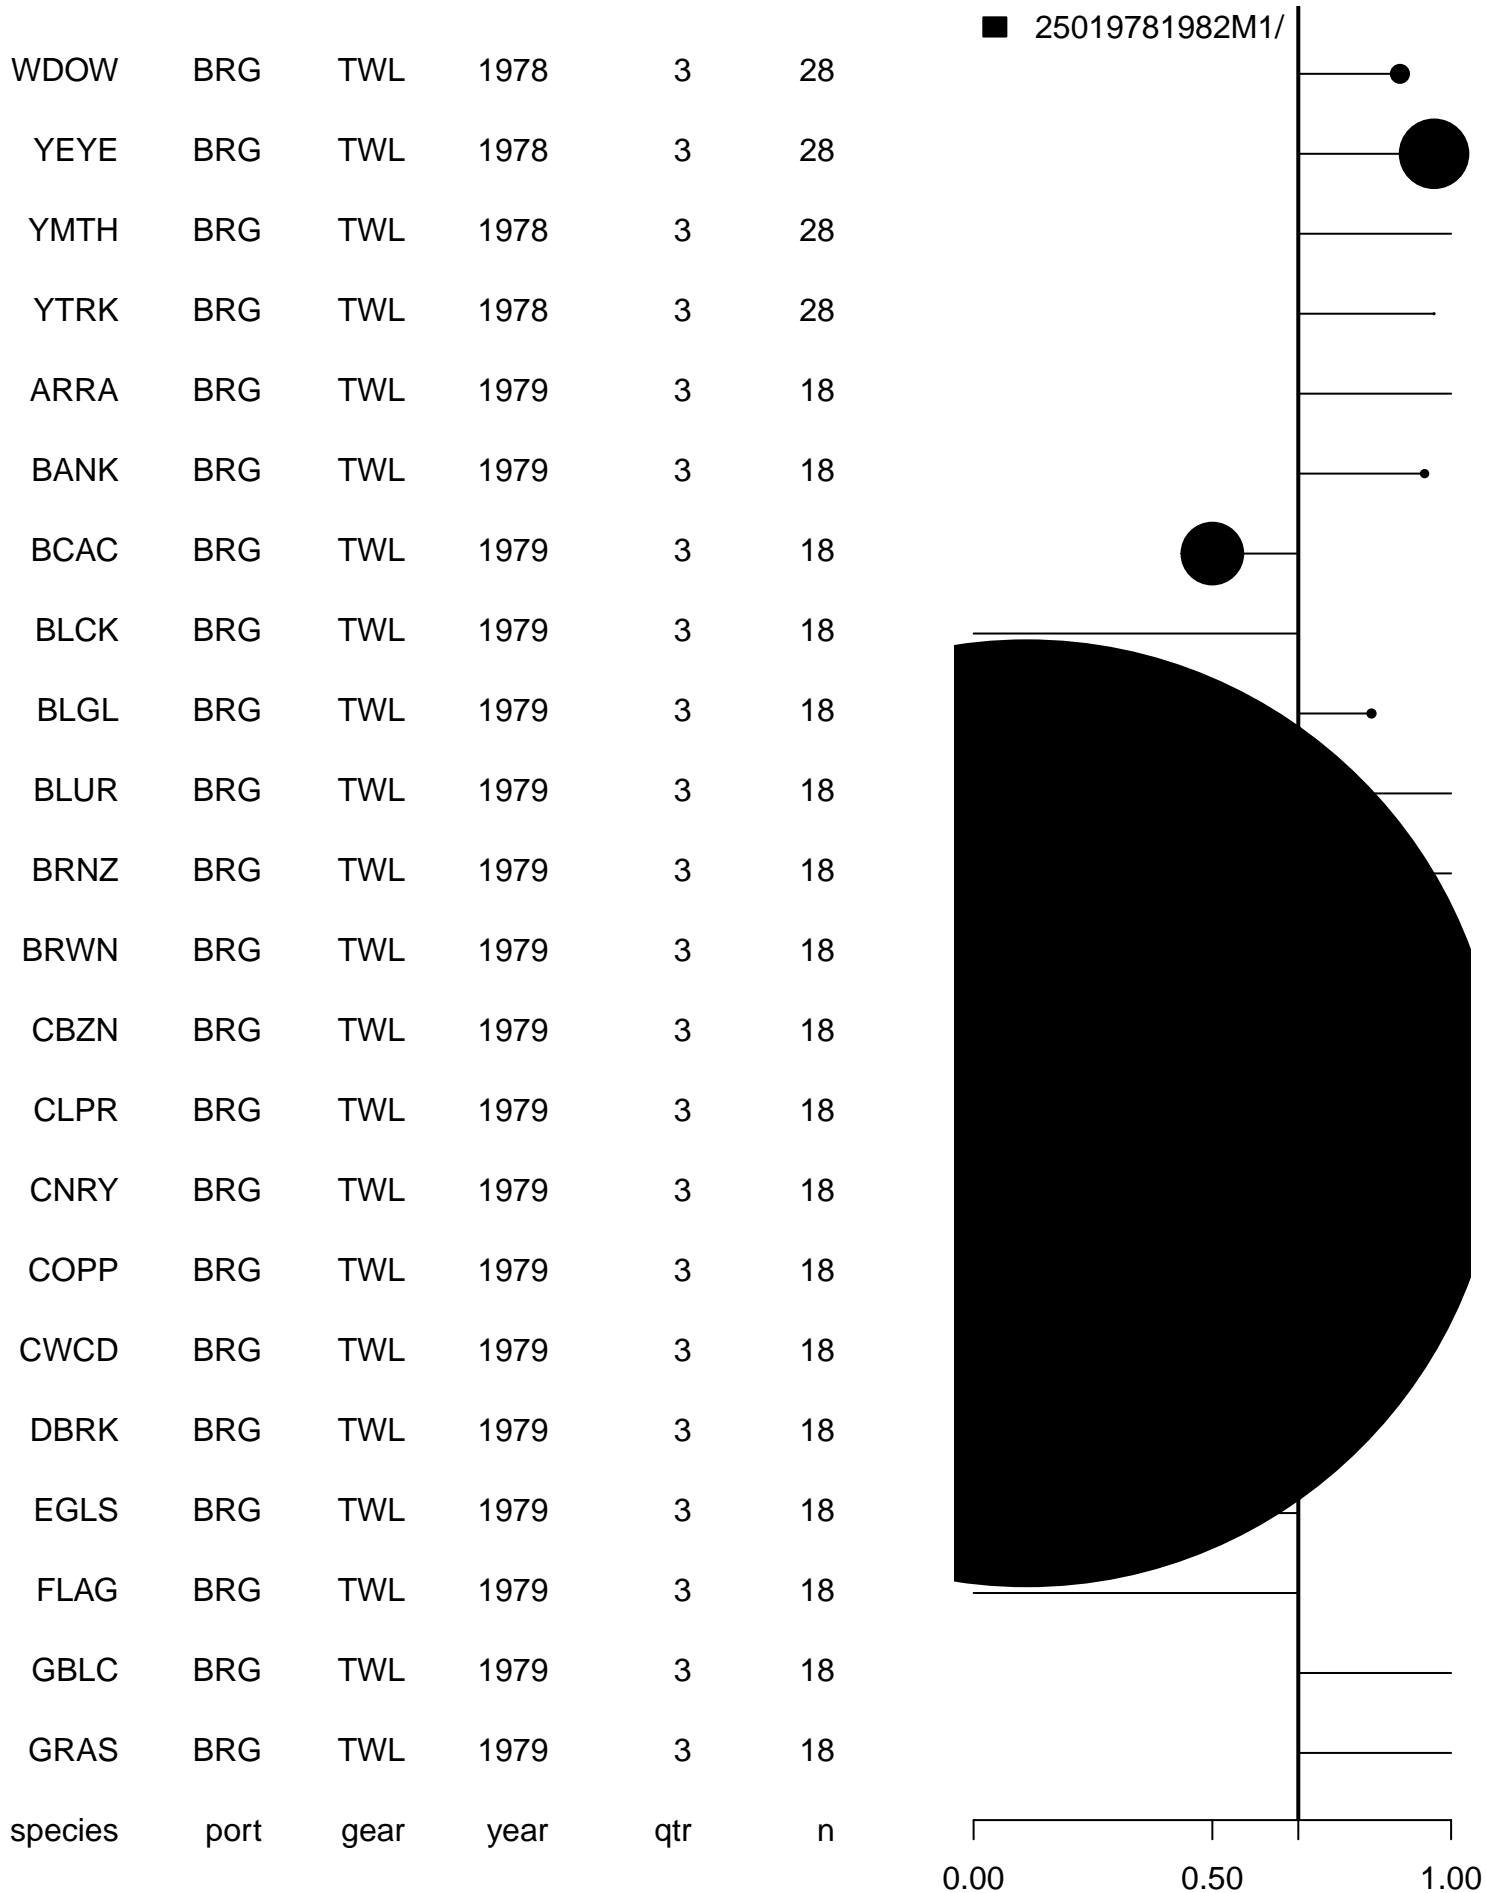 25019781982M1/
WDOW BRG TWL 1978 3 28
YEYE BRG TWL 1978 3 28
YMTH BRG TWL 1978 3 28
YTRK BRG TWL 1978 3 28
ARRA BRG TWL 1979 3 18
BANK BRG TWL 1979 3 18
BCAC BRG TWL 1979 3 18
BLCK BRG TWL 1979 3 18
BLGL BRG TWL 1979 3 18
BLUR BRG TWL 1979 3 18
BRNZ BRG TWL 1979 3 18
BRWN BRG TWL 1979 3 18
CBZN BRG TWL 1979 3 18
CLPR BRG TWL 1979 3 18
CNRY BRG TWL 1979 3 18
COPP BRG TWL 1979 3 18
CWCD BRG TWL 1979 3 18
DBRK BRG TWL 1979 3 18
EGLS BRG TWL 1979 3 18
FLAG BRG TWL 1979 3 18
GBLC BRG TWL 1979 3 18
GRAS BRG TWL 1979 3 18
species port gear year qtr n
0.00 0.50 1.00